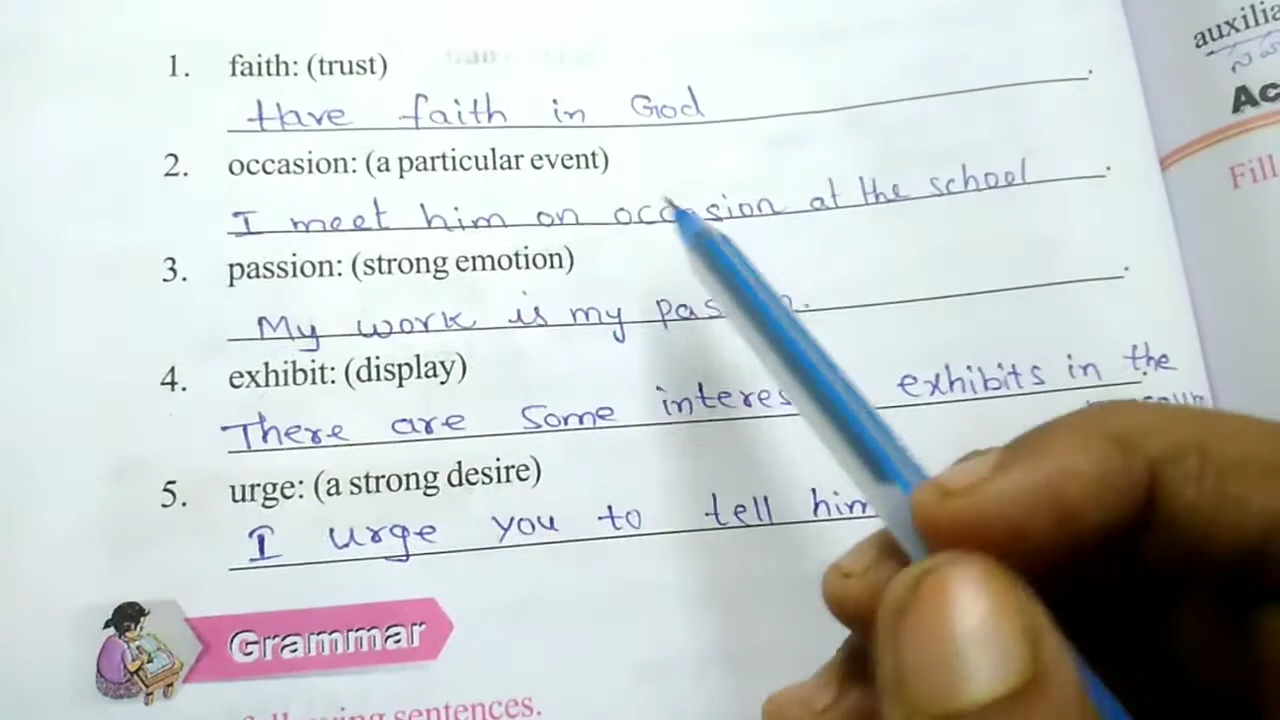 auxilia
1. faith: (trust) .
Have faith in God
Ac
2. occasion: (a particular event)
Fill
I meet him on occasion at the school .
3. passion: (strong emotion)
My work is my pas .
4. exhibit: (display)
There are some interes exhibits in the
5. urge: (a strong desire)
I urge you to tell him
Grammar
following sentences.